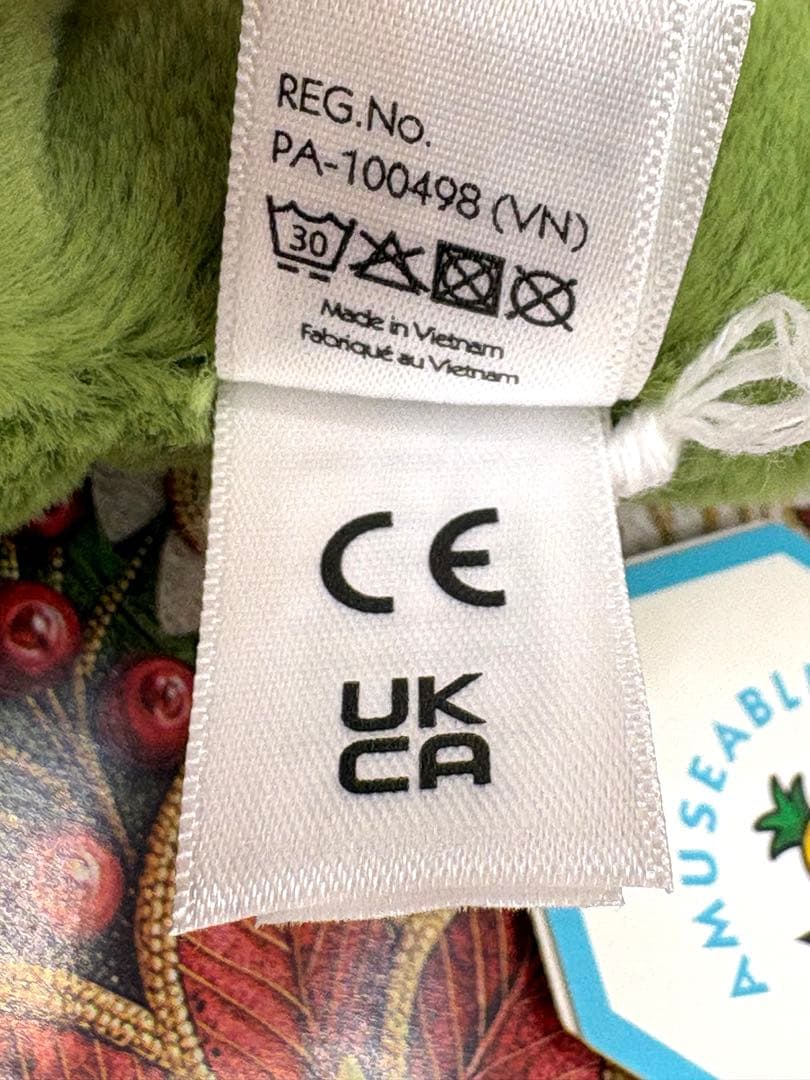 REG.No.
PA-100498 (VN)
30
Made in Vietnam
Fabriqué au Vietnam
CE
UK
CA
AMUSEABL